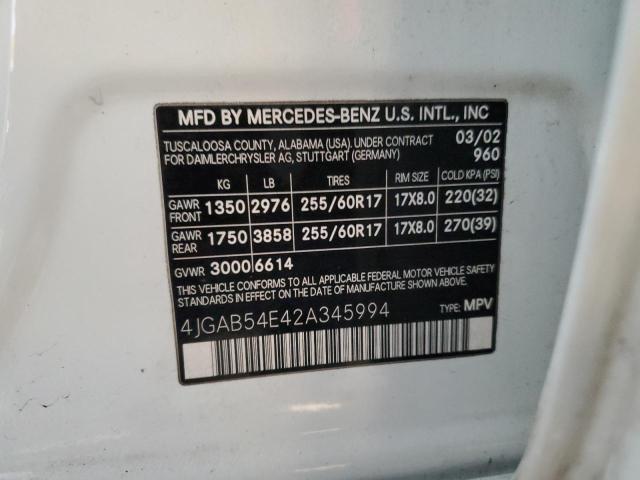 MFD BY MERCEDES-BENZ U.S. INTL., INC
TUSCALOOSA COUNTY, ALABAMA (USA). UNDER CONTRACT 03/02
FOR DAIMLERCHRYSLER AG, STUTTGART (GERMANY) 960
KG LB TIRES RIM SIZE COLD KPA (PSI)
GAWR FRONT 1350 2976 255/60R17 17X8.0 220(32)
GAWR REAR 1750 3858 255/60R17 17X8.0 270(39)
GVWR 3000 6614
THIS VEHICLE CONFORMS TO ALL APPLICABLE FEDERAL MOTOR VEHICLE SAFETY
STANDARDS IN EFFECT ON THE DATE OF MANUFACTURE SHOWN ABOVE.
4JGAB54E42A345994 TYPE: MPV